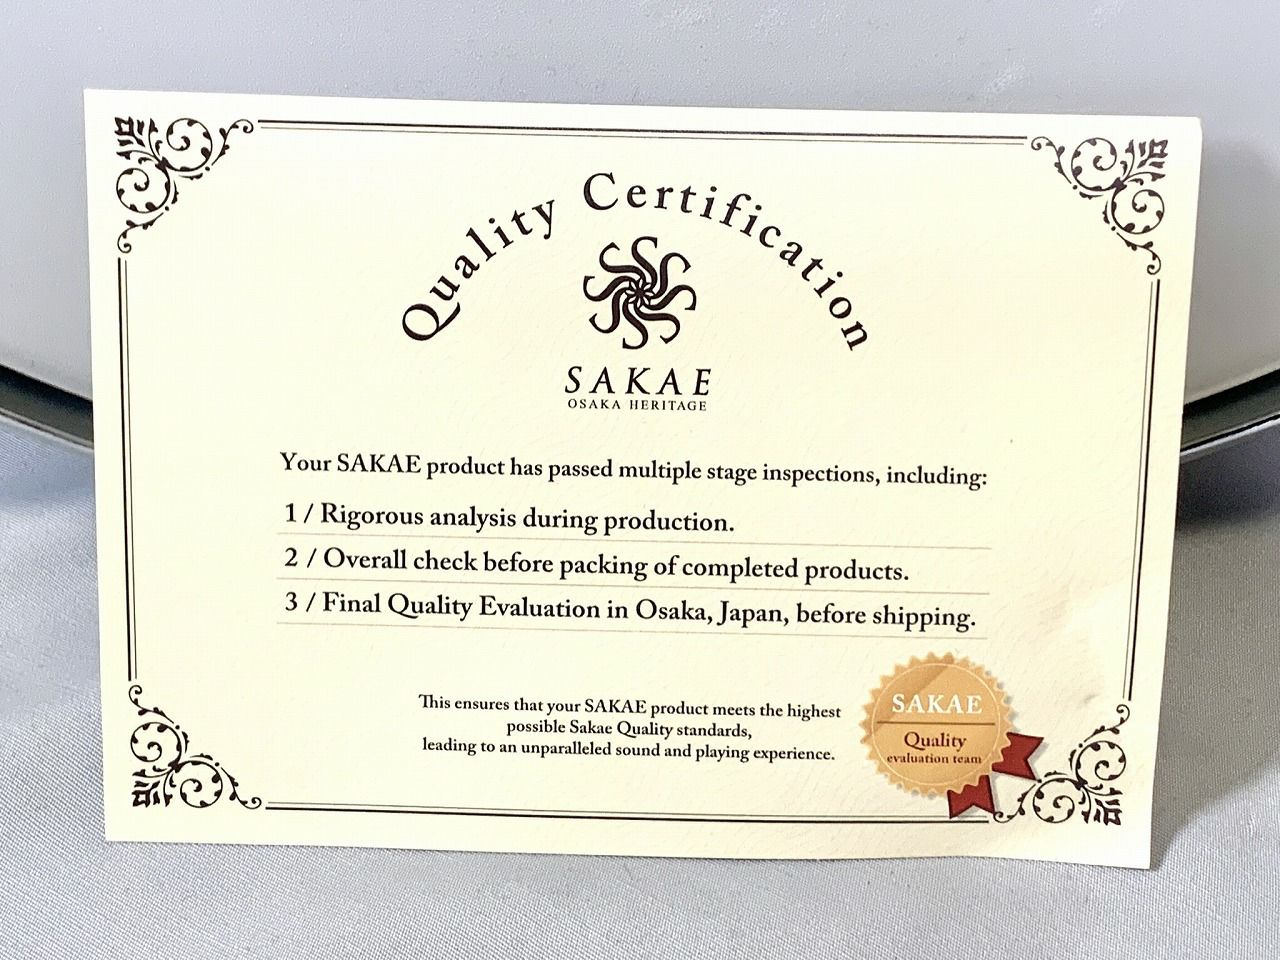 Quality Certification
SAKAE
OSAKA HERITAGE
Your SAKAE product has passed multiple stage inspections, including:
1 / Rigorous analysis during production.
2 / Overall check before packing of completed products.
3 / Final Quality Evaluation in Osaka, Japan, before shipping.
This ensures that your SAKAE product meets the highest
possible Sakae Quality standards,
leading to an unparalleled sound and playing experience.
SAKAE
Quality
evaluation team